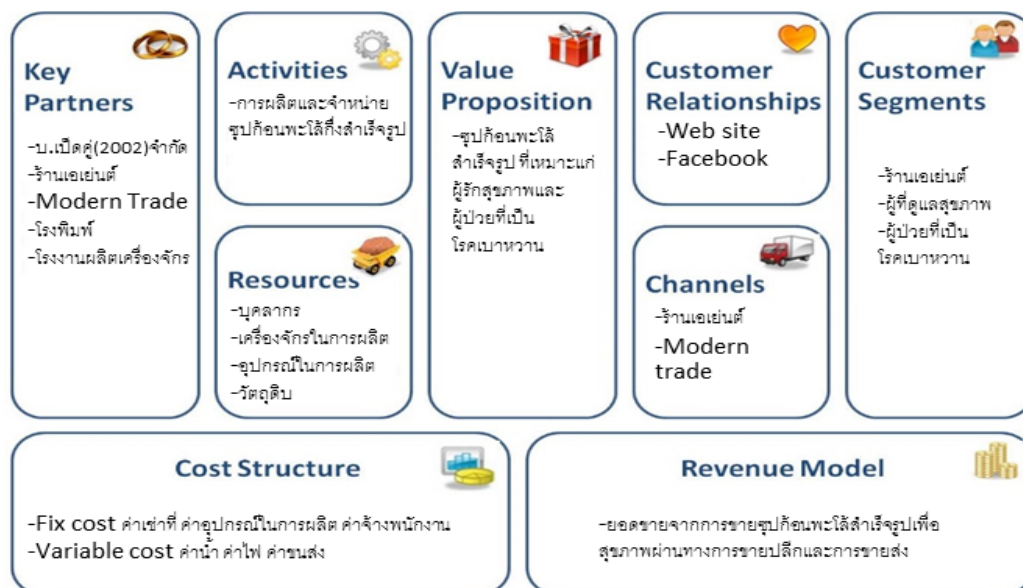 Key
Partners
-บ.เป็ดคู่(2002)จำกัด
-ร้านเอเย่นต์
-Modern Trade
-โรงพิมพ์
-โรงงานผลิตเครื่องจักร
Activities
-การผลิตและจำหน่าย
ซุปก้อนพะโล้กึ่งสำเร็จรูป
Resources
-บุคลากร
-เครื่องจักรในการผลิต
-อุปกรณ์ในการผลิต
-วัตถุดิบ
Value
Proposition
-ซุปก้อนพะโล้
สำเร็จรูป ที่เหมาะแก่
ผู้รักสุขภาพและ
ผู้ป่วยที่เป็น
โรคเบาหวาน
Customer
Relationships
-Web site
-Facebook
Channels
-ร้านเอเย่นต์
-Modern
trade
Customer
Segments
-ร้านเอเย่นต์
-ผู้ที่ดูแลสุขภาพ
-ผู้ป่วยที่เป็น
โรคเบาหวาน
Cost Structure
-Fix cost ค่าเช่าที่ ค่าอุปกรณ์ในการผลิต ค่าจ้างพนักงาน
-Variable cost ค่าน้ำ ค่าไฟ ค่าขนส่ง
Revenue Model
-ยอดขายจากการขายซุปก้อนพะโล้สำเร็จรูปเพื่อ
สุขภาพผ่านทางการขายปลีกและการขายส่ง